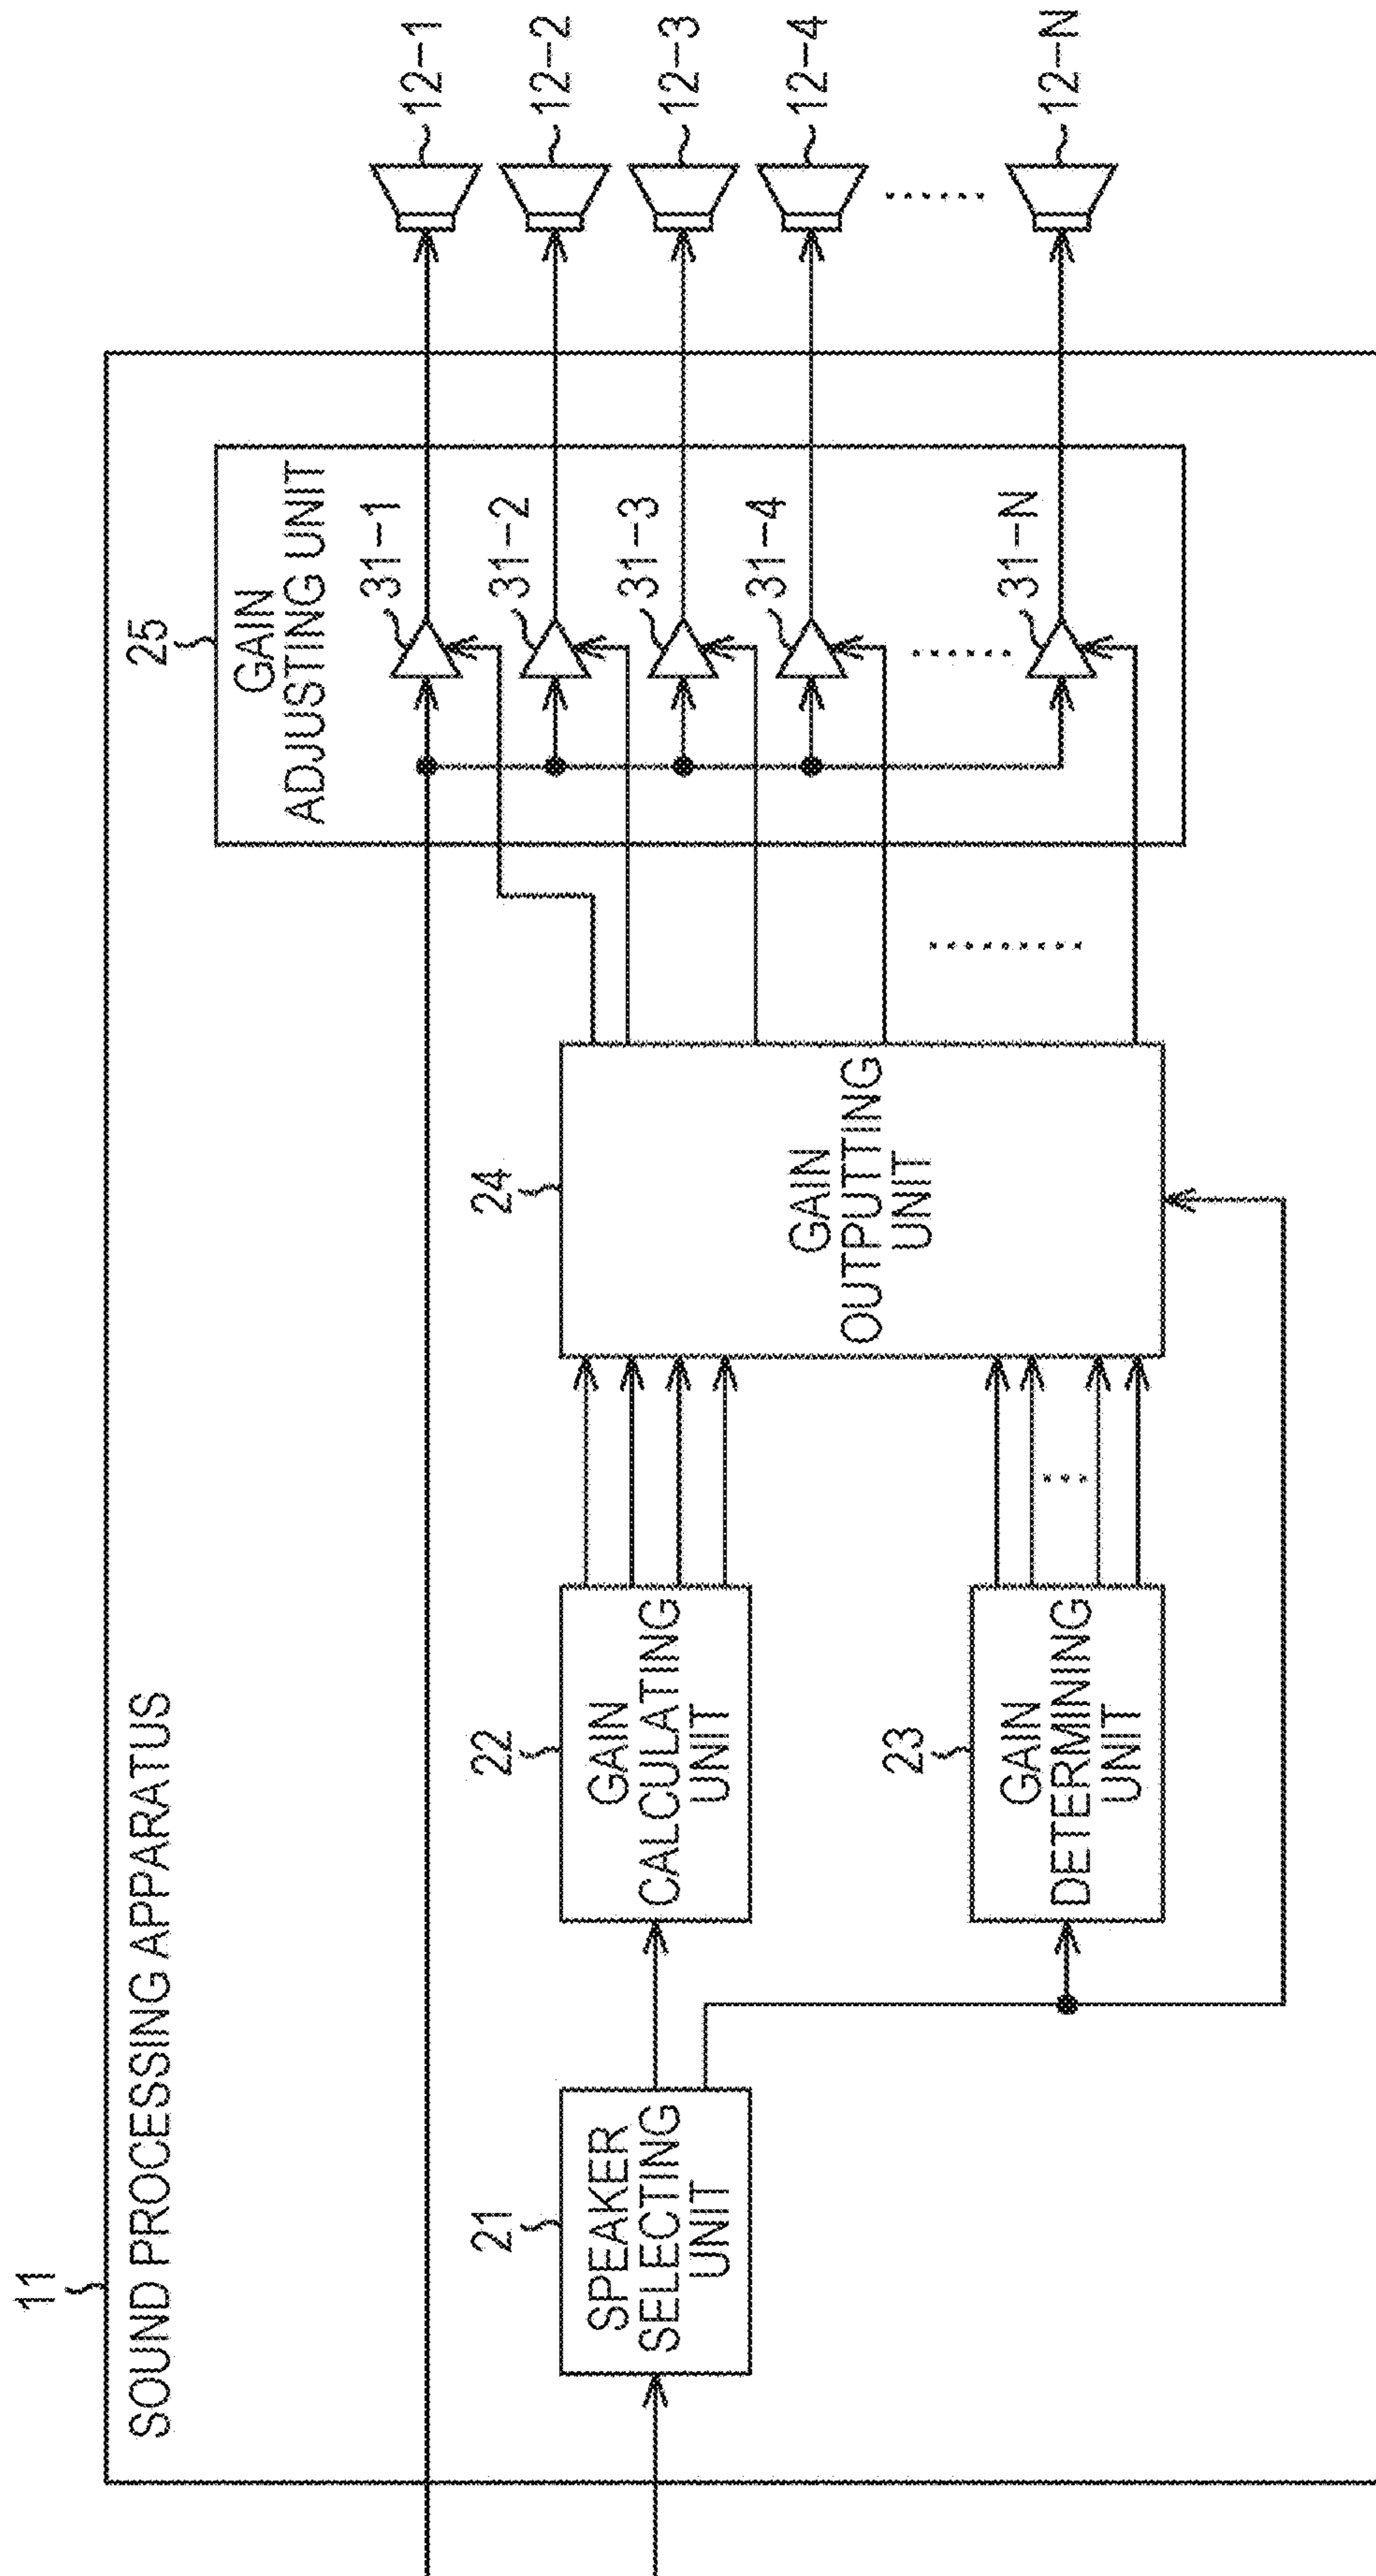 11
SOUND PROCESSING APPARATUS
25
GAIN
ADJUSTING UNIT
31-1
31-2
31-3
31-4
31-N
12-1
12-2
12-3
12-4
12-N
21
SPEAKER
SELECTING
UNIT
22
GAIN
CALCULATING
UNIT
23
GAIN
DETERMINING
UNIT
24
GAIN
OUTPUTTING
UNIT